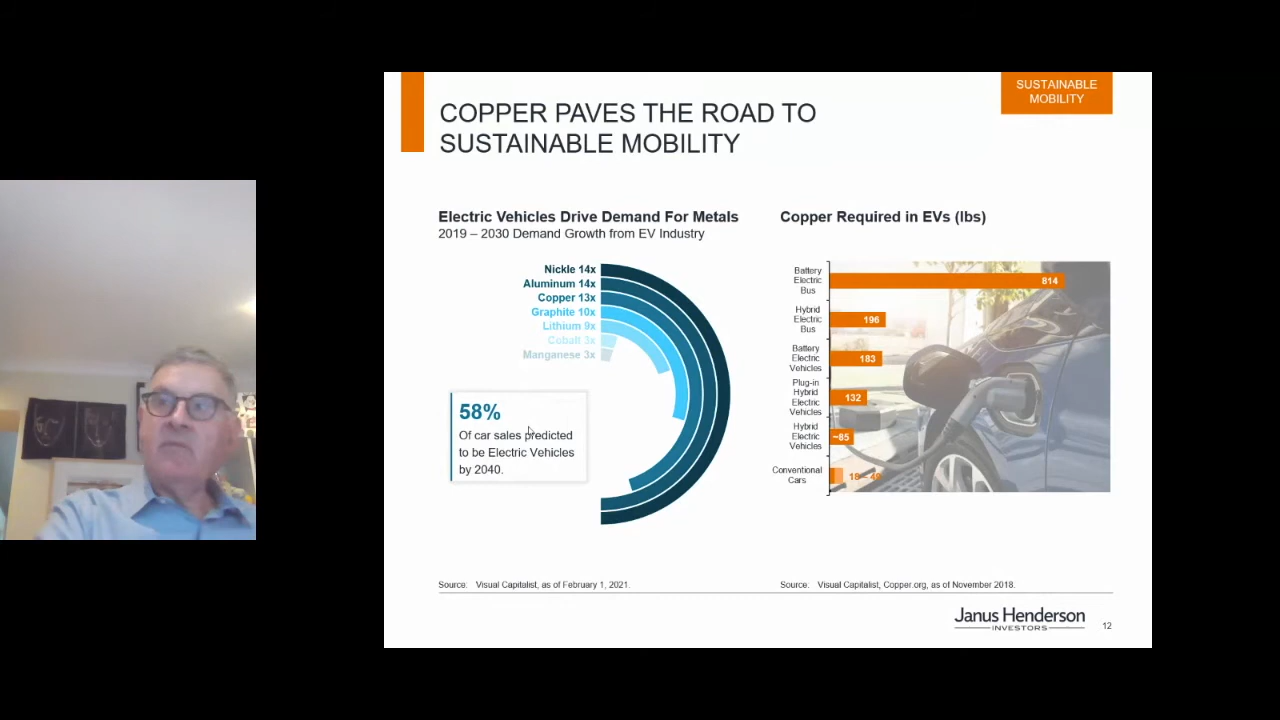 SUSTAINABLE
MOBILITY
COPPER PAVES THE ROAD TO
SUSTAINABLE MOBILITY
Electric Vehicles Drive Demand For Metals
2019 – 2030 Demand Growth from EV Industry
Nickle 14x
Aluminum 14x
Copper 13x
Graphite 10x
Lithium 9x
Cobalt 3x
Manganese 3x
58%
Of car sales predicted
to be Electric Vehicles
by 2040.
Source: Visual Capitalist, as of February 1, 2021.
Copper Required in EVs (lbs)
Battery
Electric
Bus
814
Hybrid
Electric
Bus
196
Battery
Electric
Vehicles
183
Plug-in
Hybrid
Electric
Vehicles
132
Hybrid
Electric
Vehicles
~85
Conventional
Cars
Source: Visual Capitalist, Copper.org, as of November 2018.
Janus Henderson
INVESTORS
12